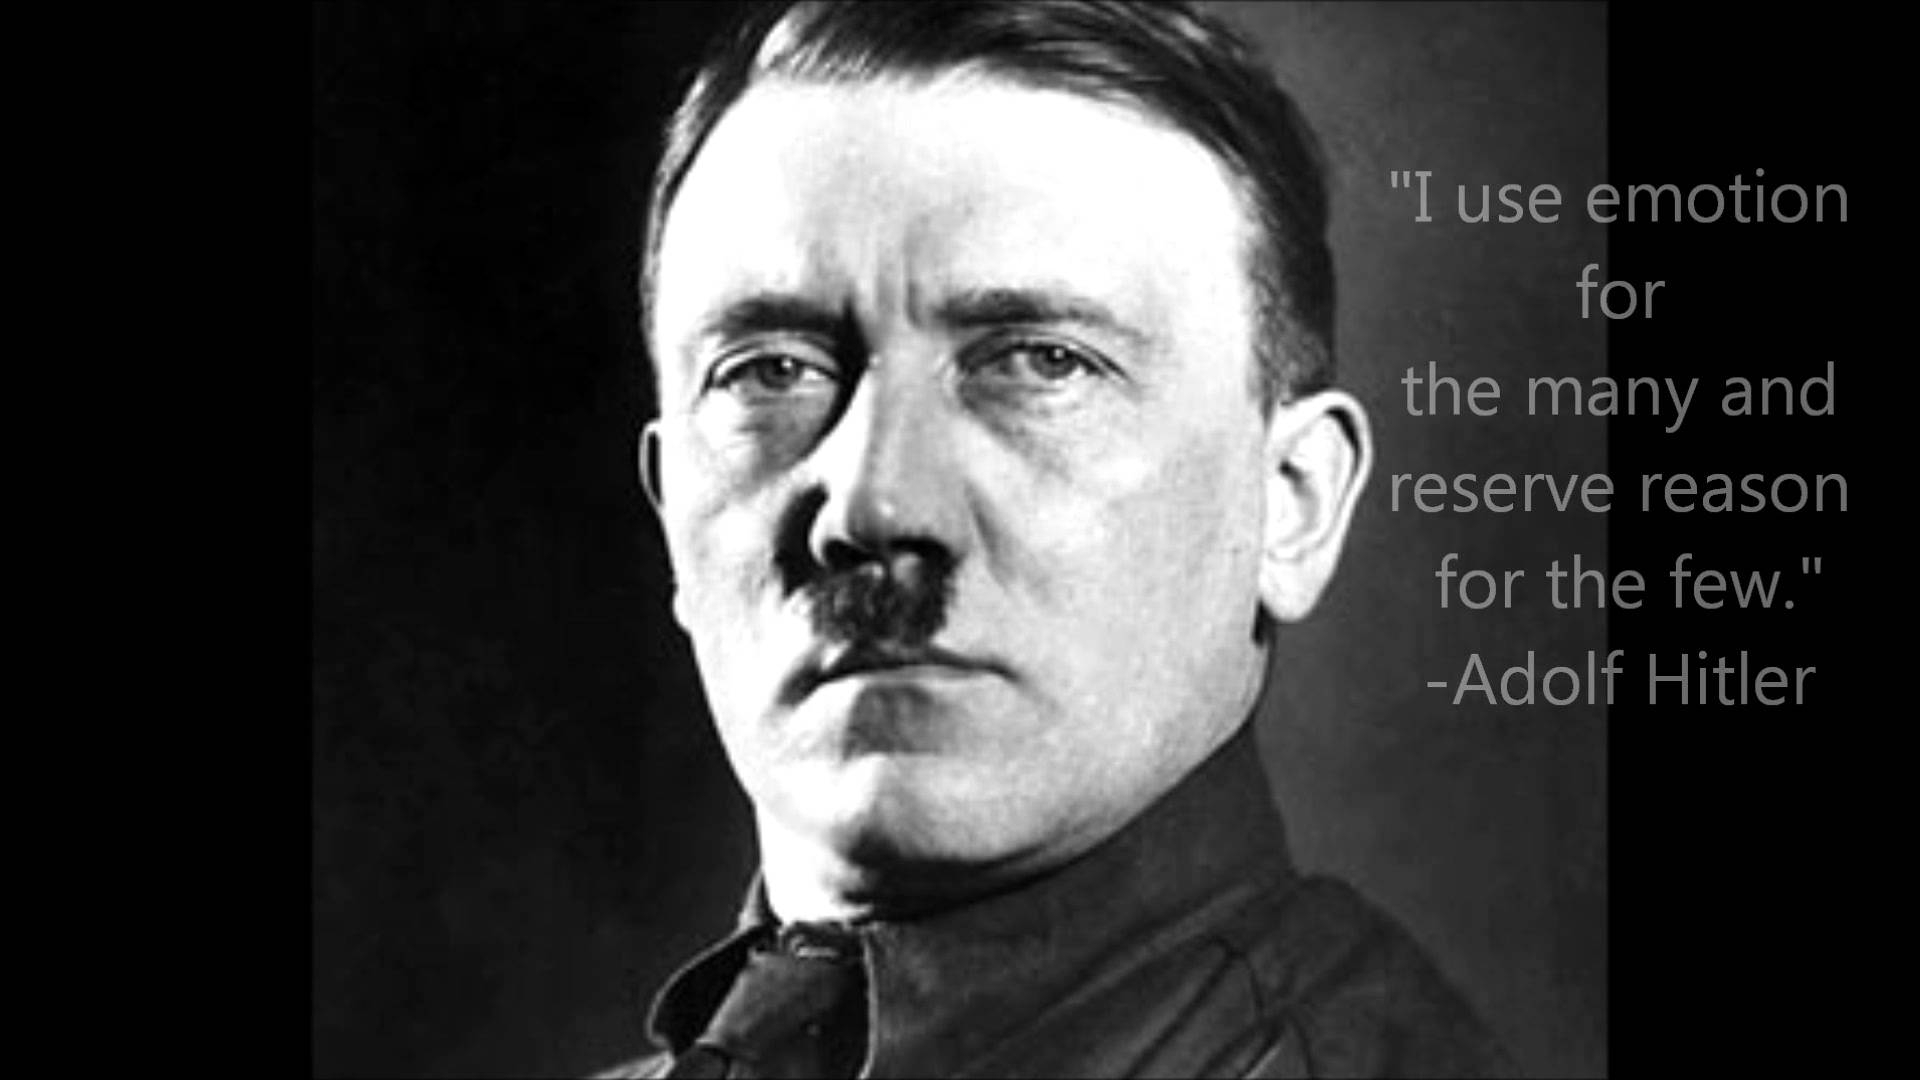 "I use emotion
for
the many and
reserve reason
for the few."
-Adolf Hitler